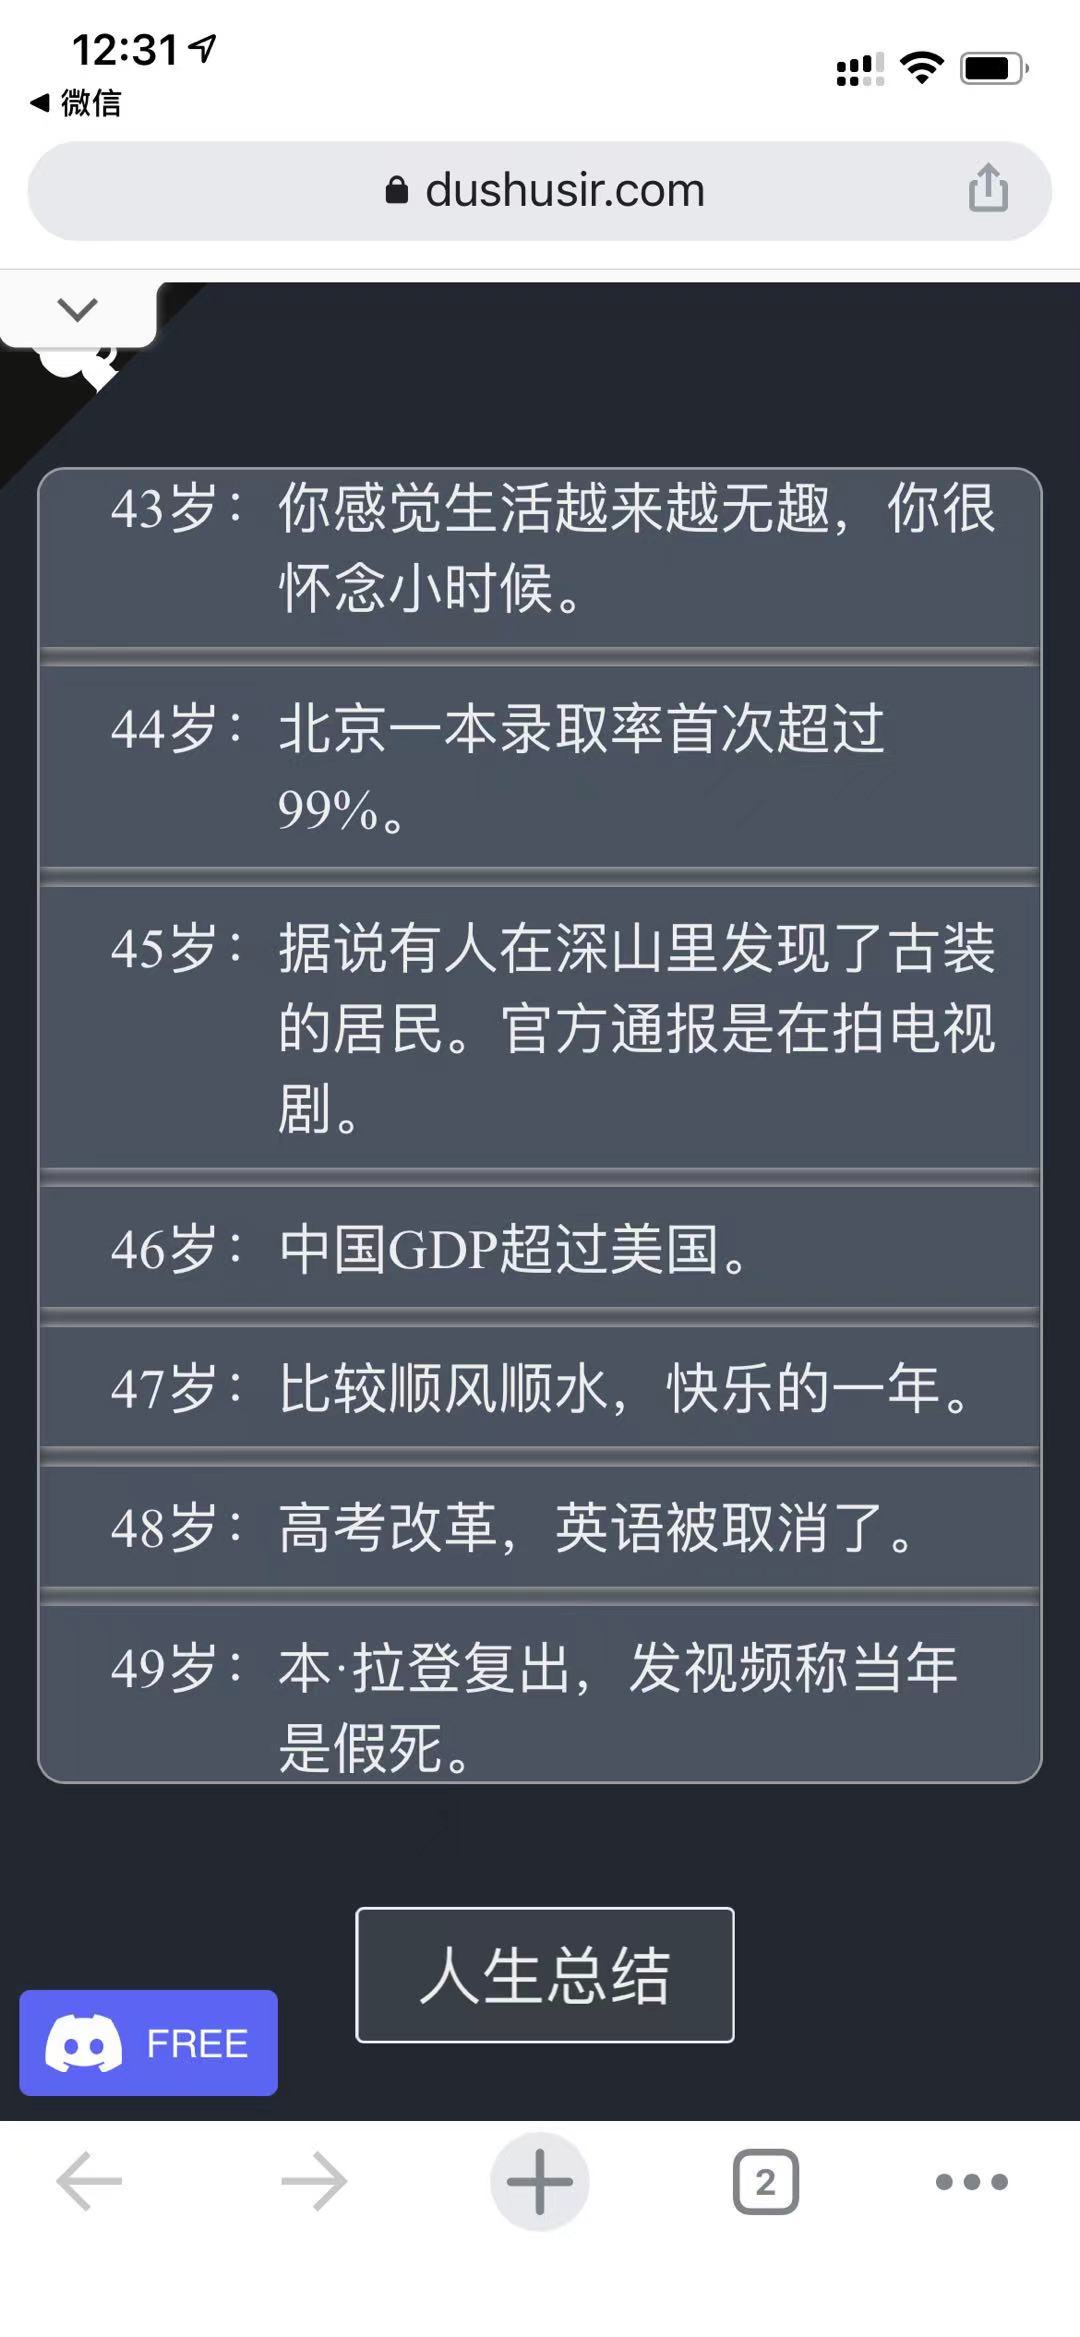 12:31
微信
dushusir.com
43岁：你感觉生活越来越无趣，你很
怀念小时候。
44岁：北京一本录取率首次超过
99%。
45岁：据说有人在深山里发现了古装
的居民。官方通报是在拍电视
剧。
46岁：中国GDP超过美国。
47岁：比较顺风顺水，快乐的一年。
48岁：高考改革，英语被取消了。
49岁：本·拉登复出，发视频称当年
是假死。
人生总结
FREE
2